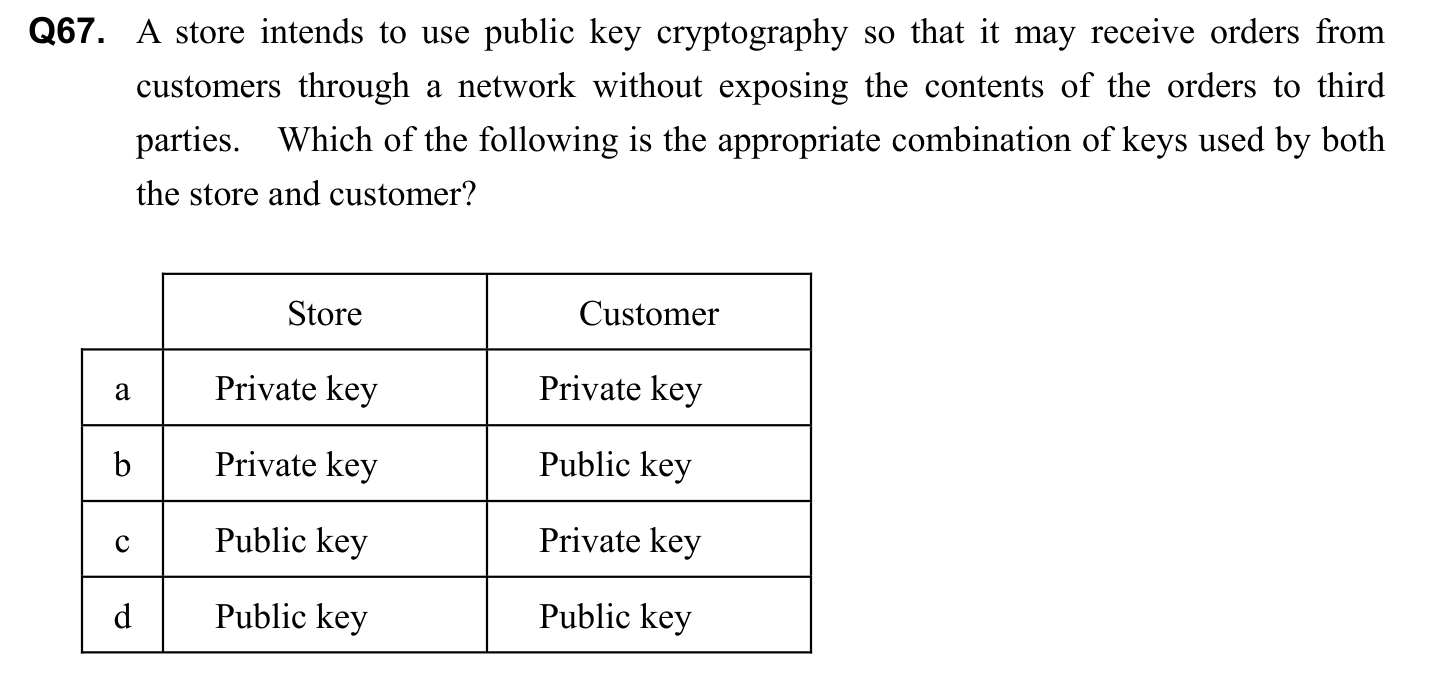 Q67. A store intends to use public key cryptography so that it may receive orders from
customers through a network without exposing the contents of the orders to third
parties. Which of the following is the appropriate combination of keys used by both
the store and customer?
Store Customer
a Private key Private key
b Private key Public key
c Public key Private key
d Public key Public key